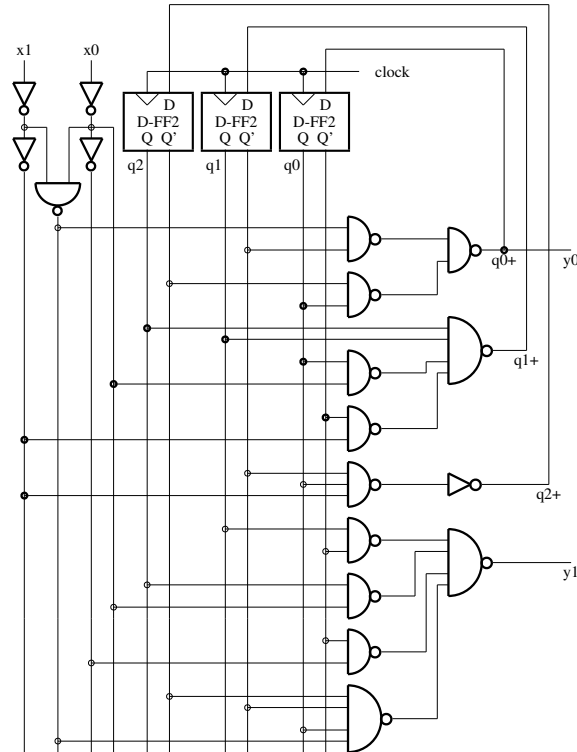 x1 x0
clock
D D D
D-FF2 D-FF2 D-FF2
Q Q' Q Q' Q Q'
q2 q1 q0
q0+ y0
q1+
q2+
y1